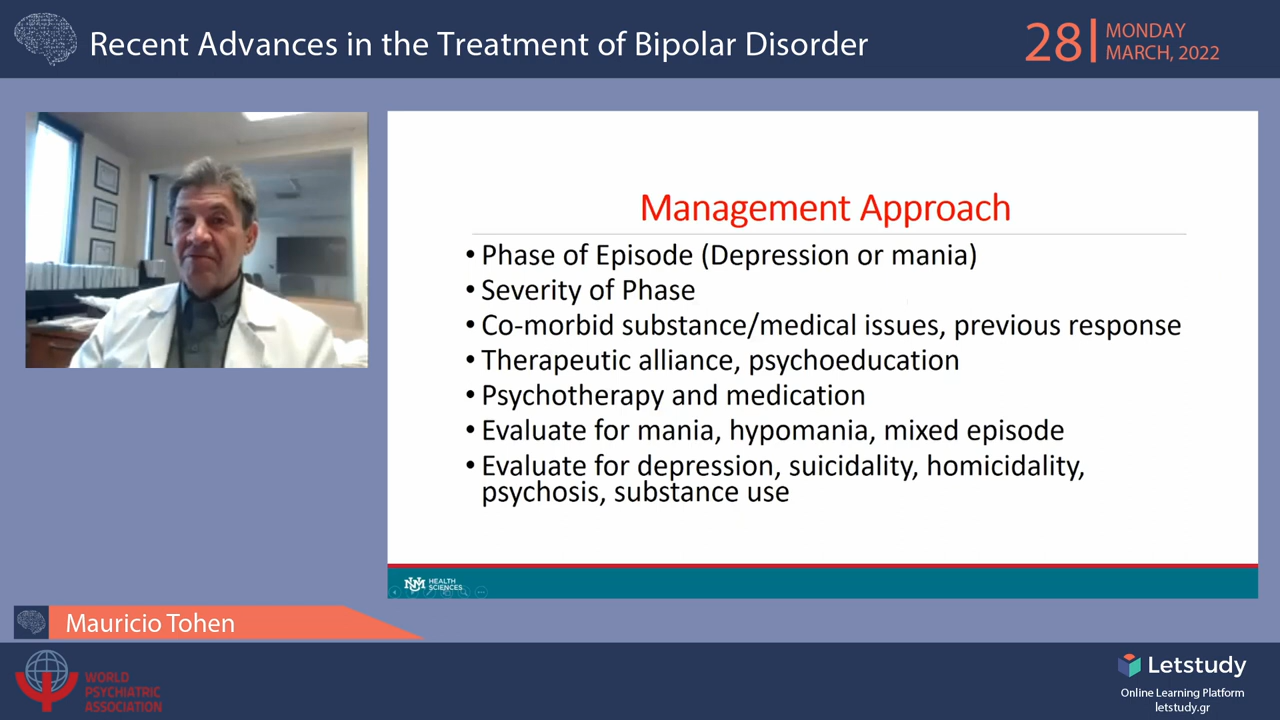 Recent Advances in the Treatment of Bipolar Disorder
28
MONDAY
MARCH, 2022
Management Approach
• Phase of Episode (Depression or mania)
• Severity of Phase
• Co-morbid substance/medical issues, previous response
• Therapeutic alliance, psychoeducation
• Psychotherapy and medication
• Evaluate for mania, hypomania, mixed episode
• Evaluate for depression, suicidality, homicidality,
psychosis, substance use
NM
HEALTH
SCIENCES
Mauricio Tohen
WORLD
PSYCHIATRIC
ASSOCIATION
Letstudy
Online Learning Platform
letstudy.gr